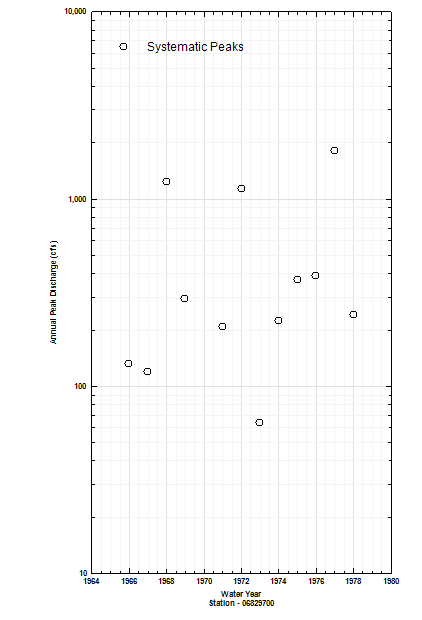 10,000
Systematic Peaks
1,000
Annual Peak Discharge (cfs)
100
10
1964 1966 1968 1970 1972 1974 1976 1978 1980
Water Year
Station - 06829700